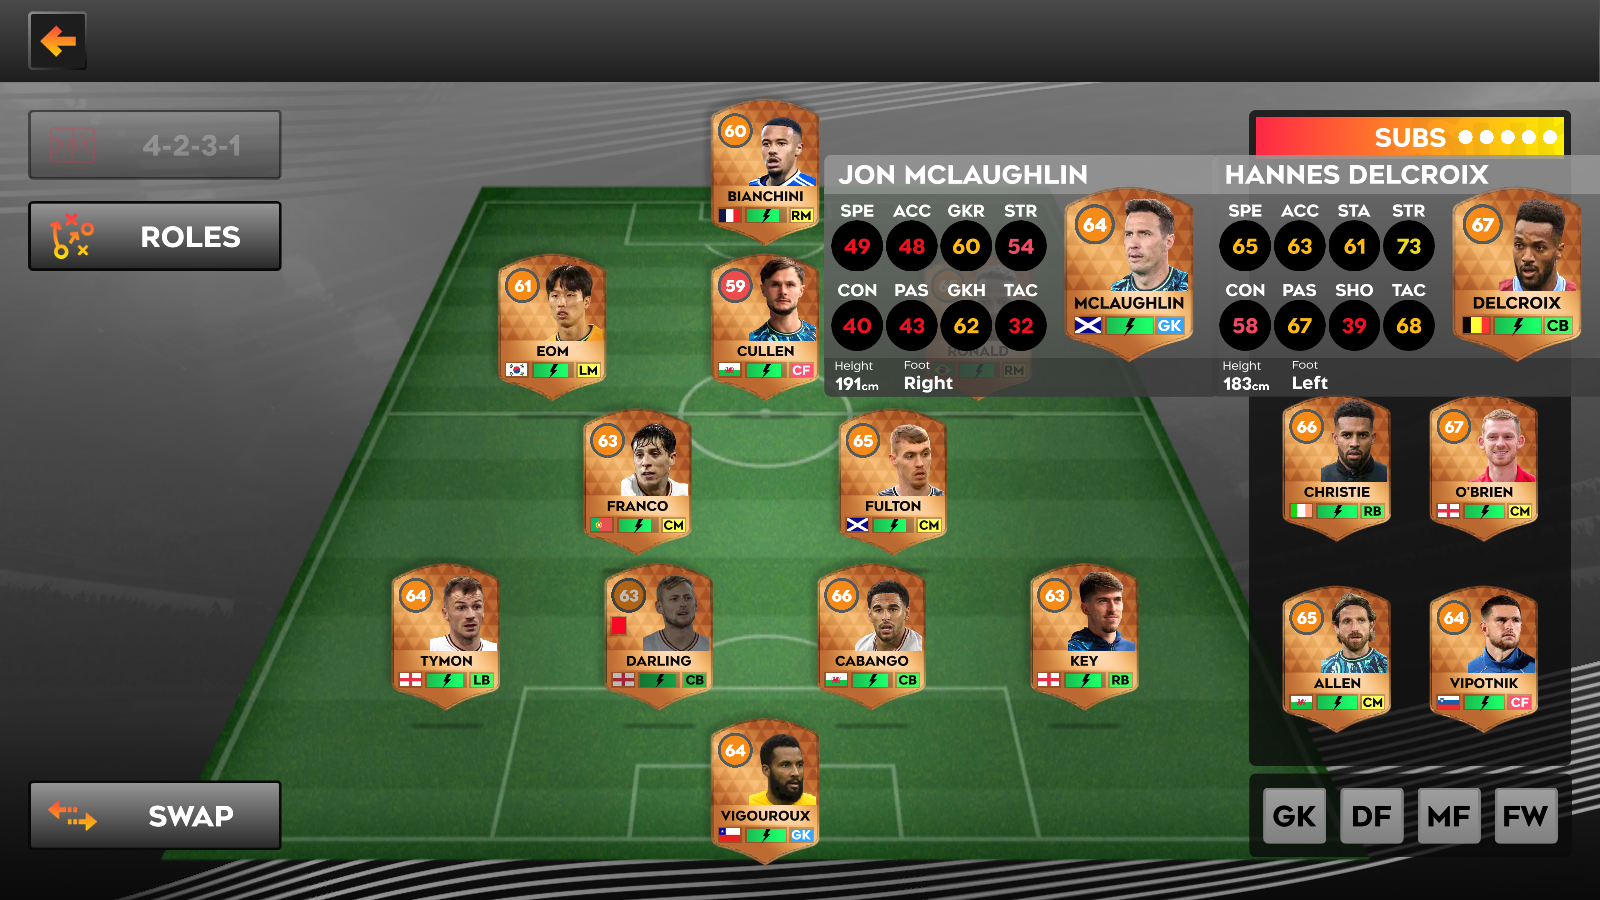 4-2-3-1
ROLES
SWAP
60
BIANCHINI
RM
61
EOM
LM
59
CULLEN
CF
RONALD
RM
63
FRANCO
CM
65
FULTON
CM
64
TYMON
LB
63
DARLING
CB
66
CABANGO
CB
63
KEY
RB
64
VIGOUROUX
GK
SUBS
JON MCLAUGHLIN
SPE ACC GKR STR
49 48 60 54
CON PAS GKH TAC
40 43 62 32
Height Foot
191cm Right
64
MCLAUGHLIN
GK
HANNES DELCROIX
SPE ACC STA STR
65 63 61 73
CON PAS SHO TAC
58 67 39 68
Height Foot
183cm Left
67
DELCROIX
CB
66
CHRISTIE
RB
67
O'BRIEN
CM
65
ALLEN
CM
64
VIPOTNIK
CF
GK DF MF FW